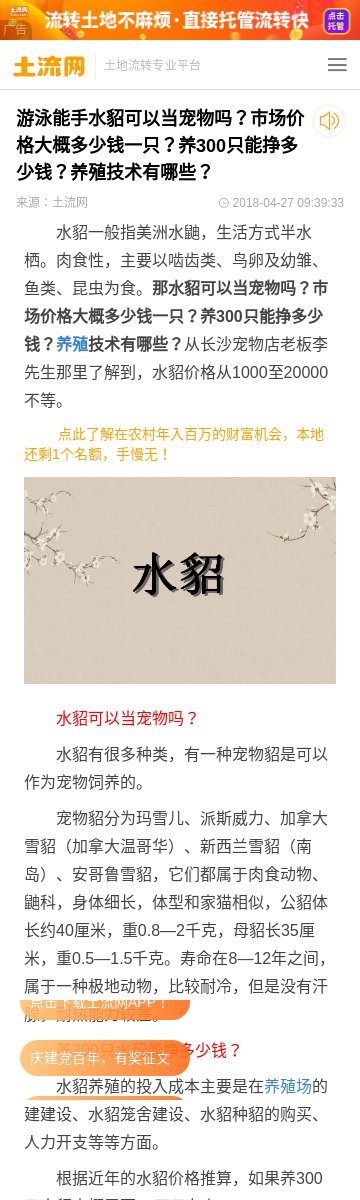 流转土地不麻烦·直接托管流转快
点击
托管
广告
土流网
土地流转专业平台
游泳能手水貂可以当宠物吗？市场价
格大概多少钱一只？养300只能挣多
少钱？养殖技术有哪些？
来源：土流网
2018-04-27 09:39:33
水貂一般指美洲水鼬，生活方式半水
栖。肉食性，主要以啮齿类、鸟卵及幼雏、
鱼类、昆虫为食。那水貂可以当宠物吗？市
场价格大概多少钱一只？养300只能挣多少
钱？养殖技术有哪些？从长沙宠物店老板李
先生那里了解到，水貂价格从1000至20000
不等。
点此了解在农村年入百万的财富机会，本地
还剩1个名额，手慢无！
水貂
水貂可以当宠物吗？
水貂有很多种类，有一种宠物貂是可以
作为宠物饲养的。
宠物貂分为玛雪儿、派斯威力、加拿大
雪貂（加拿大温哥华）、新西兰雪貂（南
岛）、安哥鲁雪貂，它们都属于肉食动物、
鼬科，身体细长，体型和家猫相似，公貂体
长约40厘米，重0.8—2千克，母貂长35厘
米，重0.5—1.5千克。寿命在8—12年之间，
属于一种极地动物，比较耐冷，但是没有汗
点击下载土流网APP！
腺，耐热能力较差。
养300只水貂能挣多少钱？
庆建党百年，有奖征文
水貂养殖的投入成本主要是在养殖场的
建建设、水貂笼舍建设、水貂种貂的购买、
人力开支等等方面。
根据近年的水貂价格推算，如果养300